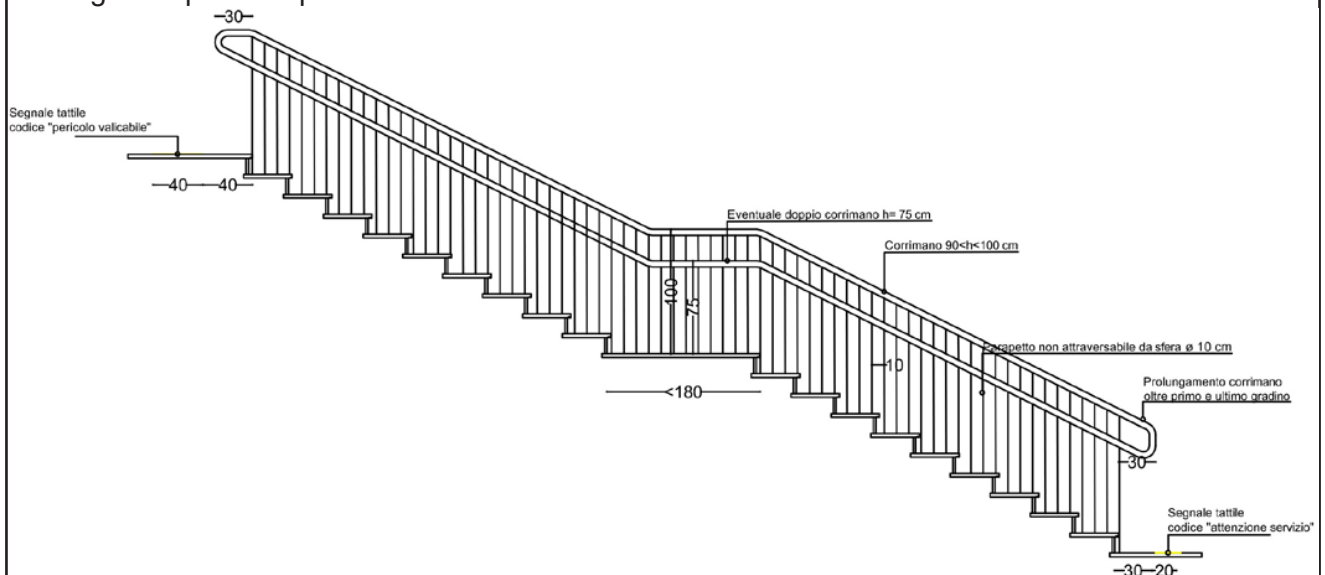 30
Segnale tattile
codice "pericolo valicabile"
40 40
Eventuale doppio corrimano h= 75 cm
Corrimano 90<h<100 cm
100
75
Parapetto non attraversabile da sfera ø 10 cm
10
<180
Prolungamento corrimano
oltre primo e ultimo gradino
30
Segnale tattile
codice "attenzione servizio"
30 20